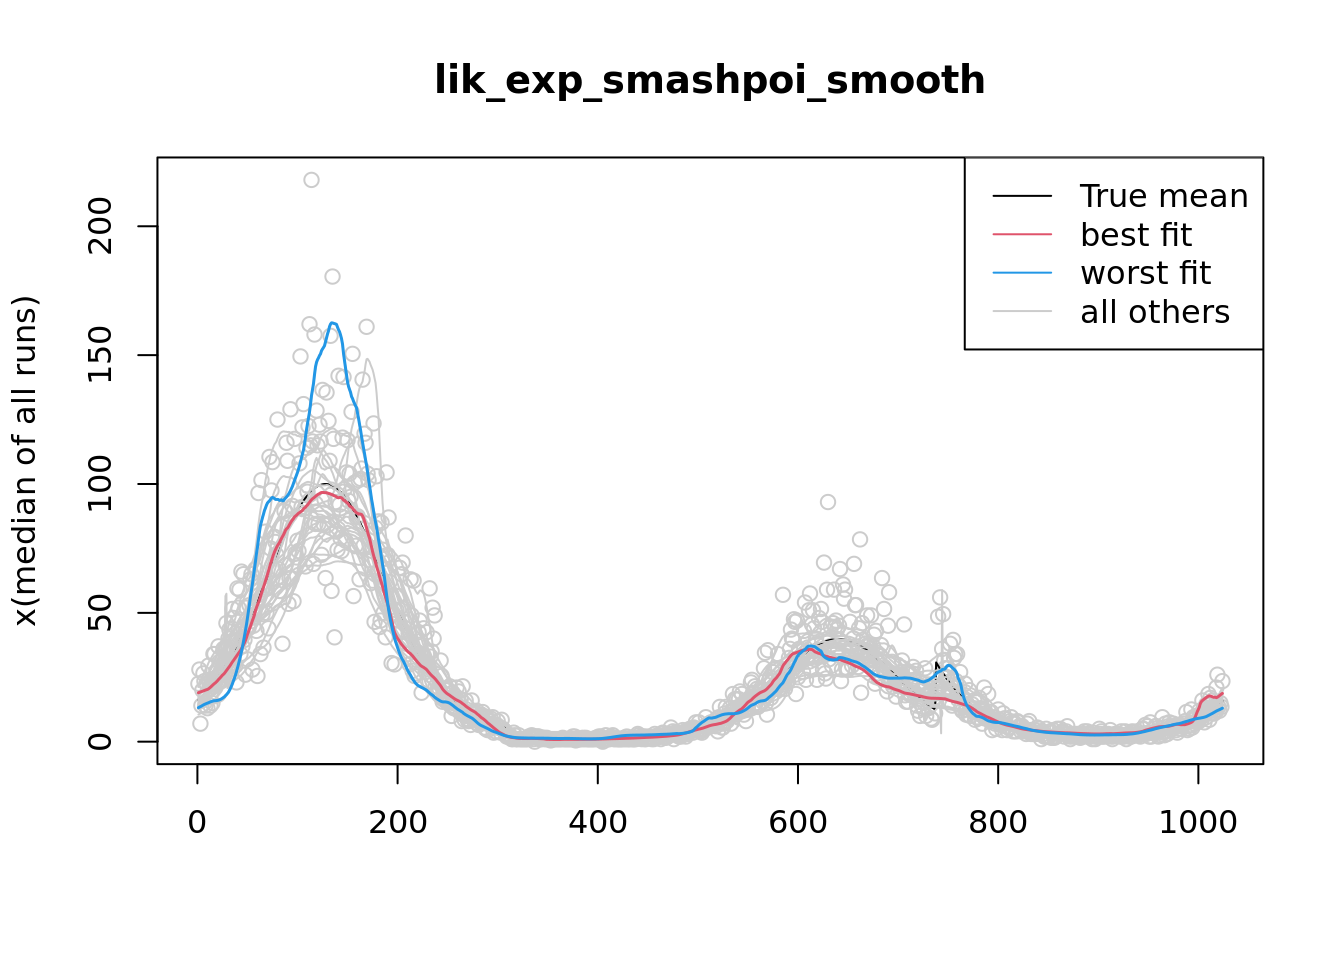 lik_exp_smashpoi_smooth
True mean
best fit
worst fit
all others
x(median of all runs)
200
150
100
50
0
0 200 400 600 800 1000